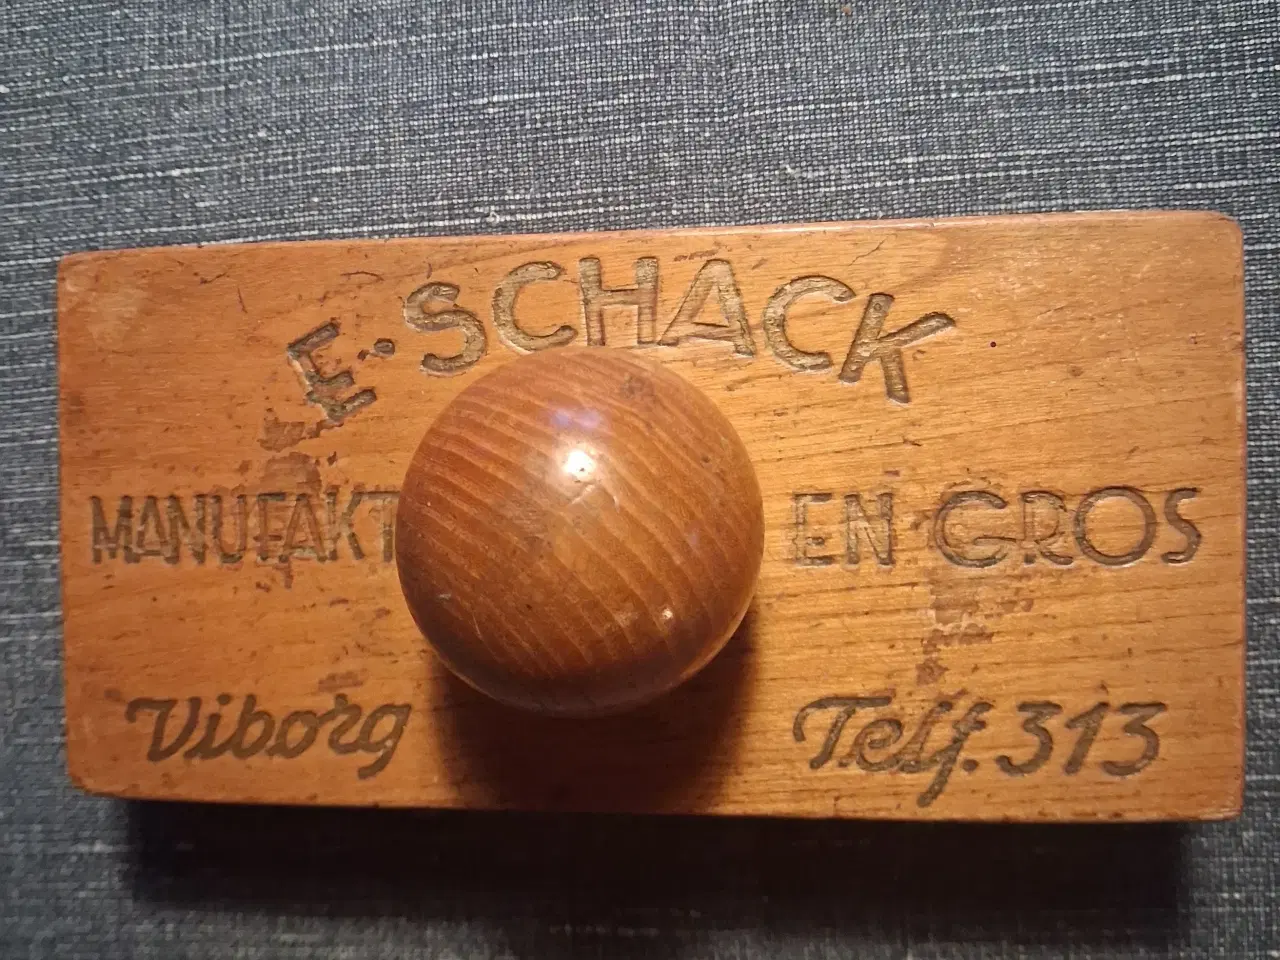 E. SCHACK
MANUFAKT EN GROS
Viborg Telf. 313